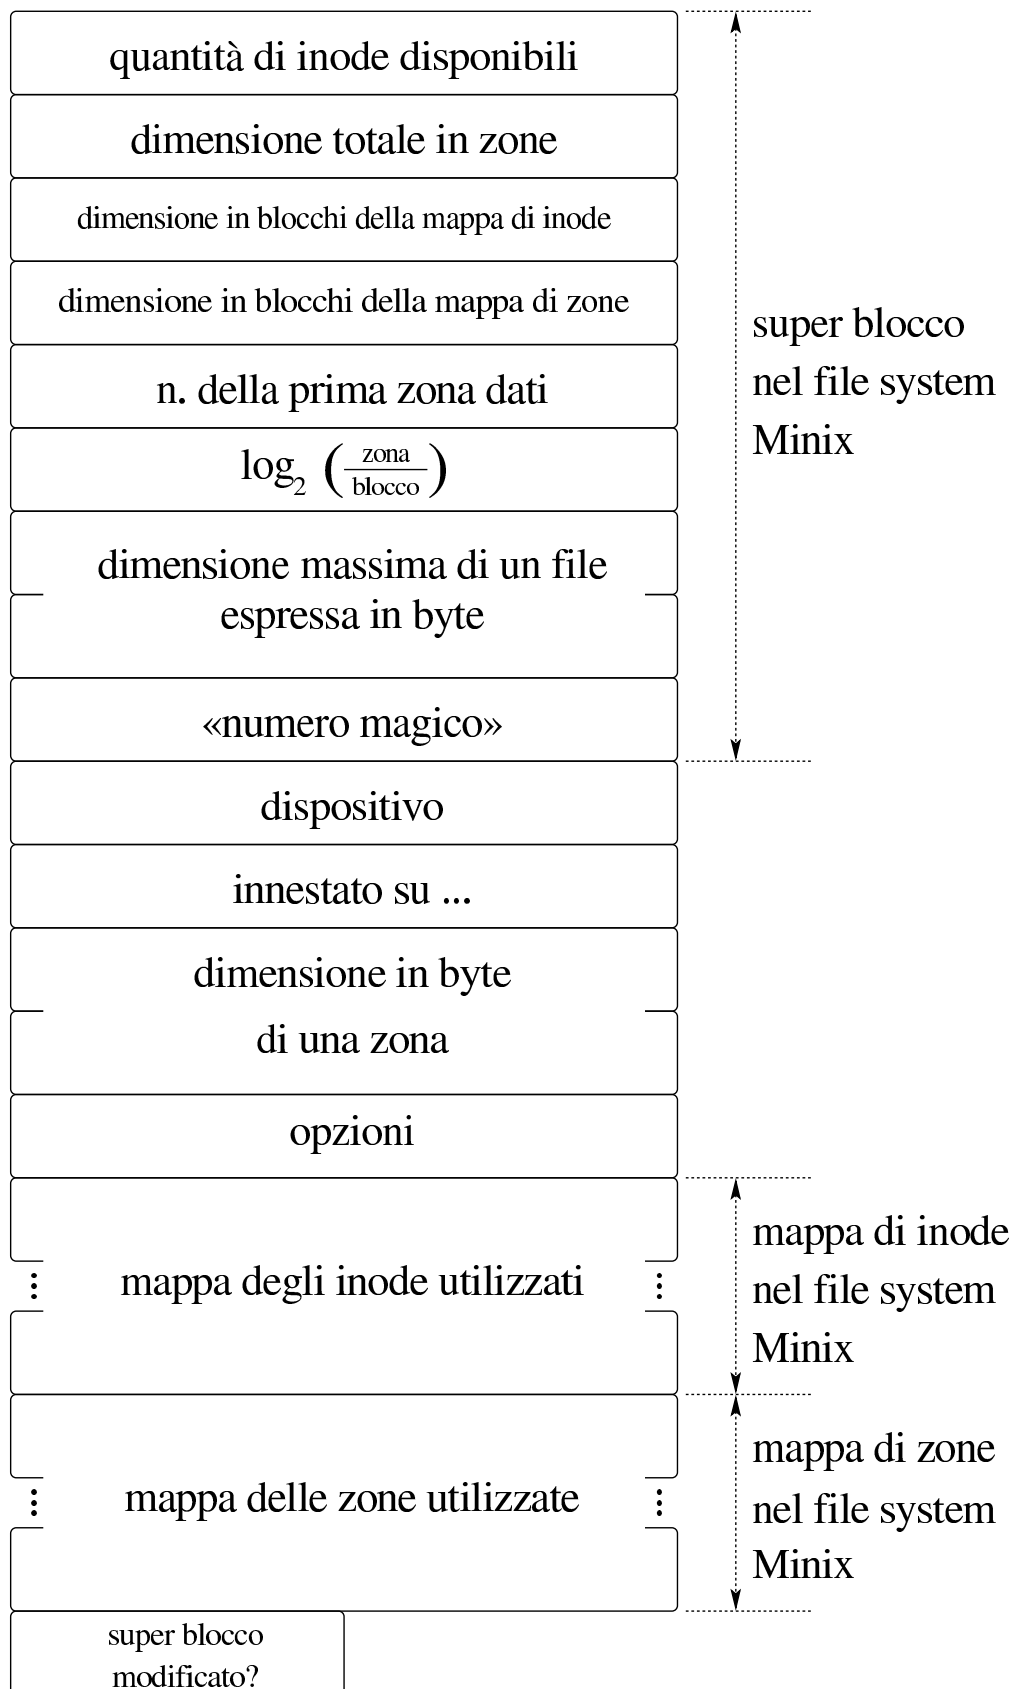 quantità di inode disponibili
dimensione totale in zone
dimensione in blocchi della mappa di inode
dimensione in blocchi della mappa di zone
n. della prima zona dati
log2 (zona/blocco)
dimensione massima di un file
espressa in byte
«numero magico»
super blocco
nel file system
Minix
dispositivo
innestato su ...
dimensione in byte
di una zona
opzioni
mappa degli inode utilizzati
mappa di inode
nel file system
Minix
mappa delle zone utilizzate
mappa di zone
nel file system
Minix
super blocco
modificato?